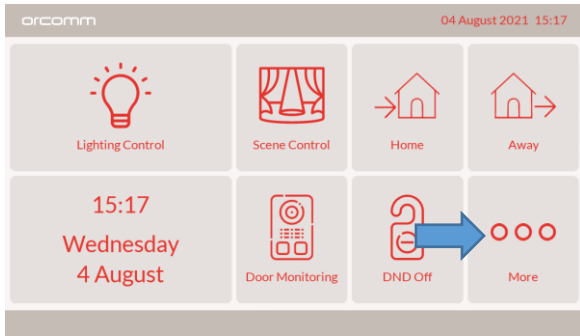 orcomm
04 August 2021 15:17
Lighting Control
Scene Control
Home
Away
15:17
Wednesday
4 August
Door Monitoring
DND Off
More